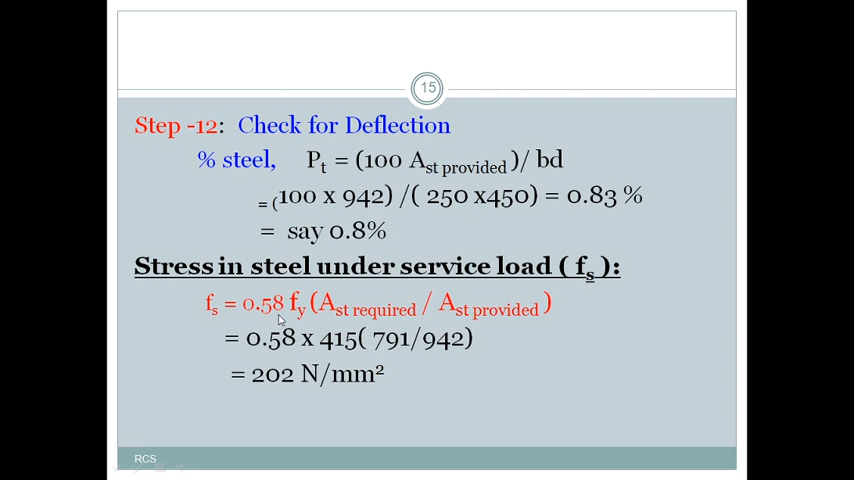 15
Step -12: Check for Deflection
% steel, Pt = (100 Ast provided )/ bd
= (100 x 942) /( 250 x450) = 0.83 %
= say 0.8%
Stress in steel under service load ( fs ):
fs = 0.58 fy (Ast required / Ast provided )
= 0.58 x 415( 791/942)
= 202 N/mm²
RCS